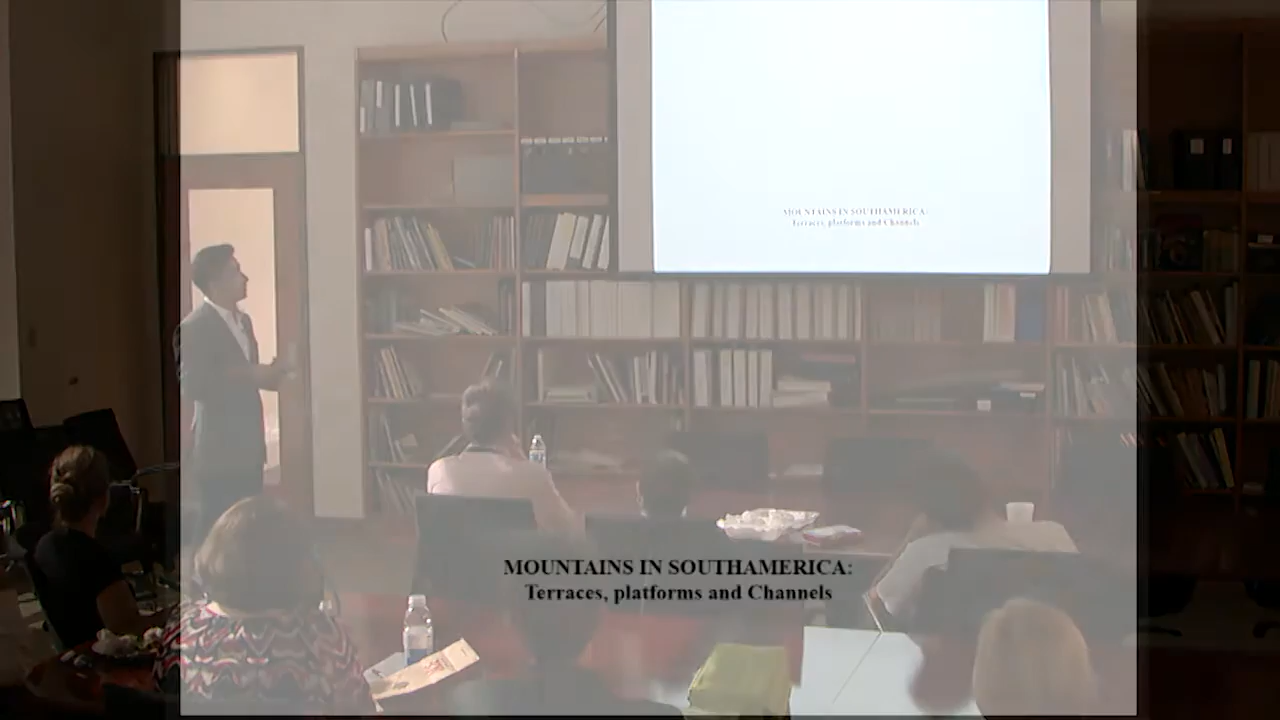 MOUNTAINS IN SOUTHAMERICA:
Terraces, platforms and Channels
MOUNTAINS IN SOUTHAMERICA:
Terraces, platforms and Channels